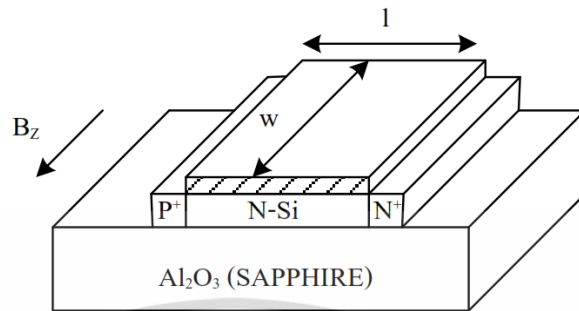 l
w
B_Z
P⁺ N-Si N⁺
Al₂O₃ (SAPPHIRE)